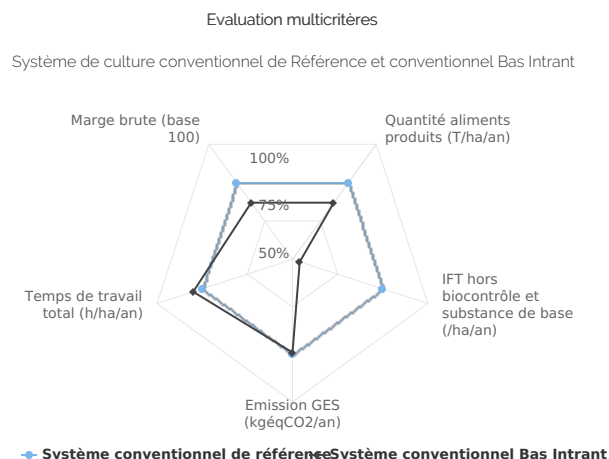 Evaluation multicritères
Système de culture conventionnel de Référence et conventionnel Bas Intrant
Marge brute (base
100)
Quantité aliments
produits (T/ha/an)
100%
75%
50%
IFT hors
biocontrôle et
substance de base
(/ha/an)
Temps de travail
total (h/ha/an)
Emission GES
(kgéqCO2/an)
Système conventionnel de référence
Système conventionnel Bas Intrant